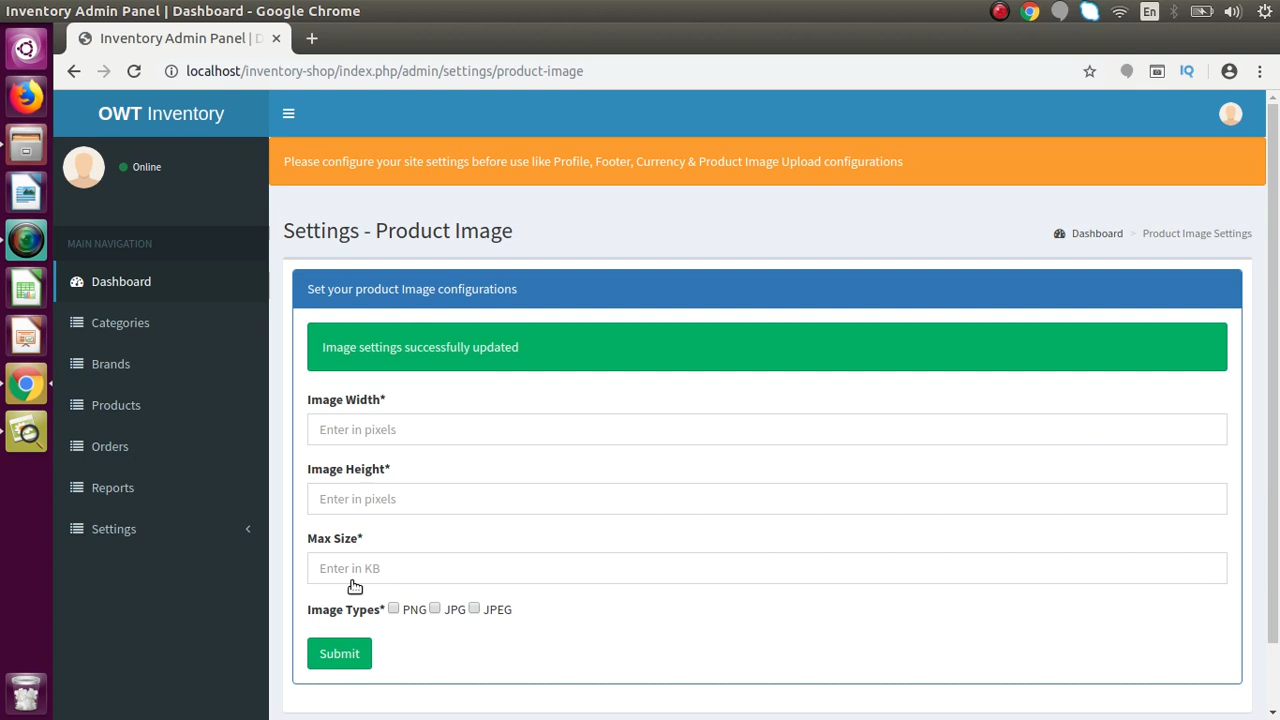 Inventory Admin Panel | Dashboard - Google Chrome
En
Inventory Admin Panel | D
localhost/inventory-shop/index.php/admin/settings/product-image
IQ
OWT Inventory
Online
Please configure your site settings before use like Profile, Footer, Currency & Product Image Upload configurations
MAIN NAVIGATION
Dashboard
Categories
Brands
Products
Orders
Reports
Settings
Settings - Product Image
Dashboard > Product Image Settings
Set your product Image configurations
Image settings successfully updated
Image Width*
Enter in pixels
Image Height*
Enter in pixels
Max Size*
Enter in KB
Image Types* PNG JPG JPEG
Submit